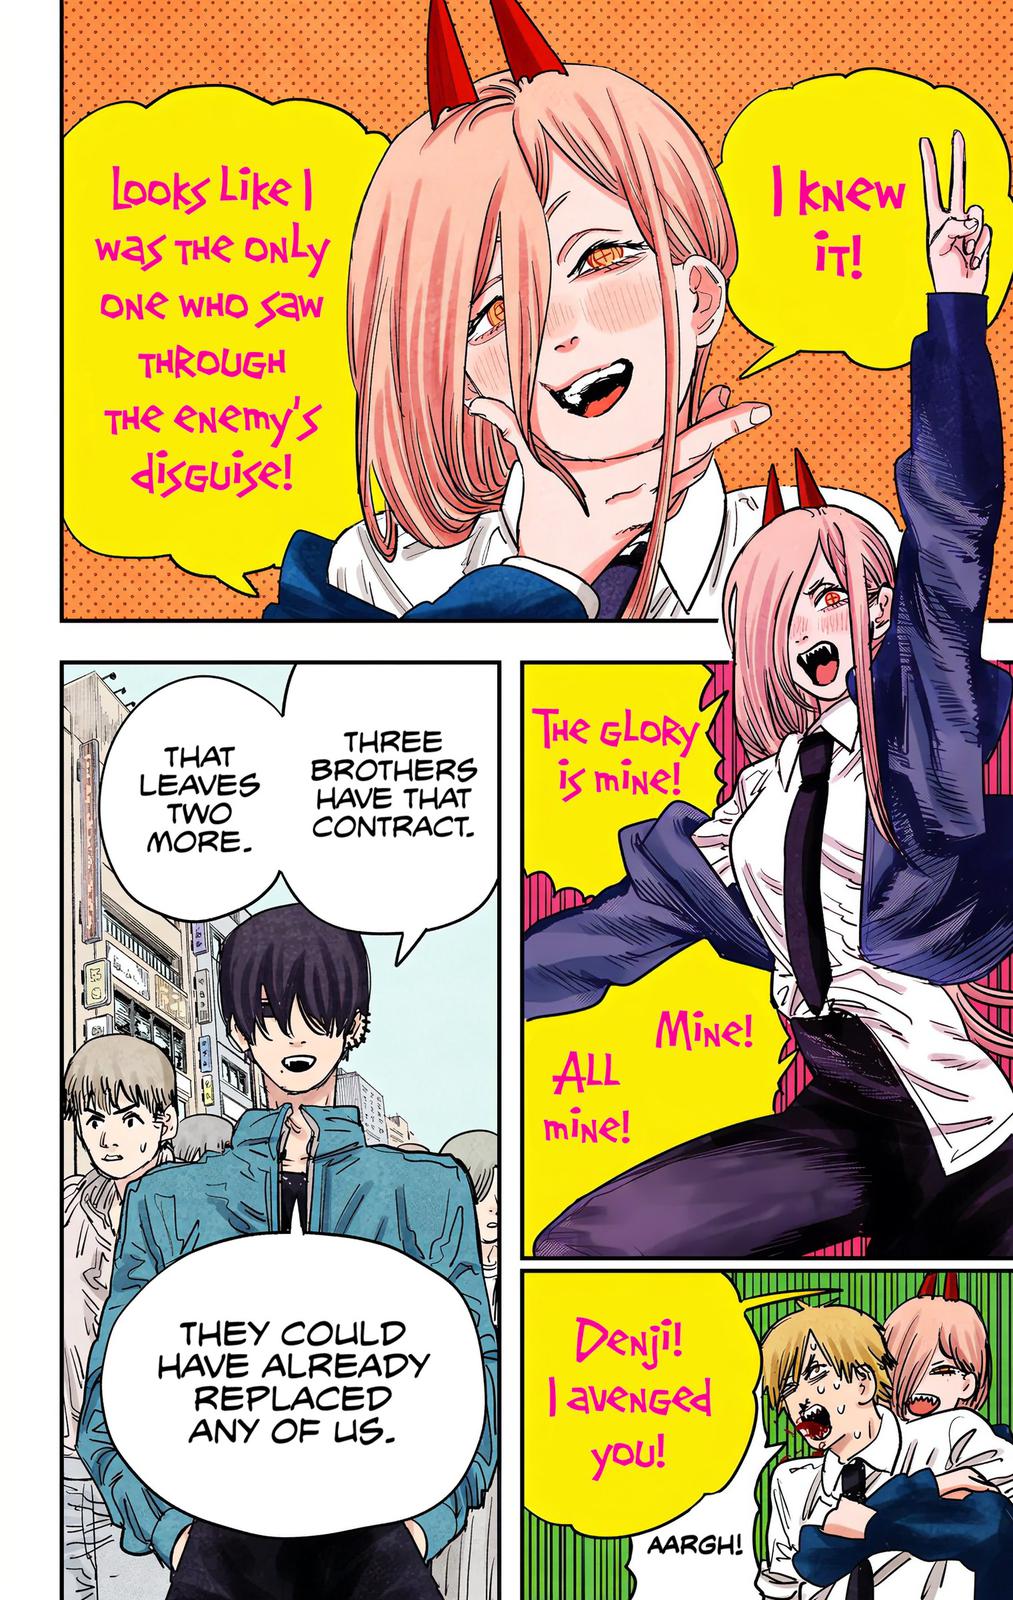 I knew
it!
Looks like I
was the only
one who saw
through
the enemy's
disguise!
The glory
is mine!
Mine!
All
mine!
THREE
BROTHERS
HAVE THAT
CONTRACT.
THAT
LEAVES
TWO
MORE.
THEY COULD
HAVE ALREADY
REPLACED
ANY OF US.
Denji!
I avenged
you!
AARGH!